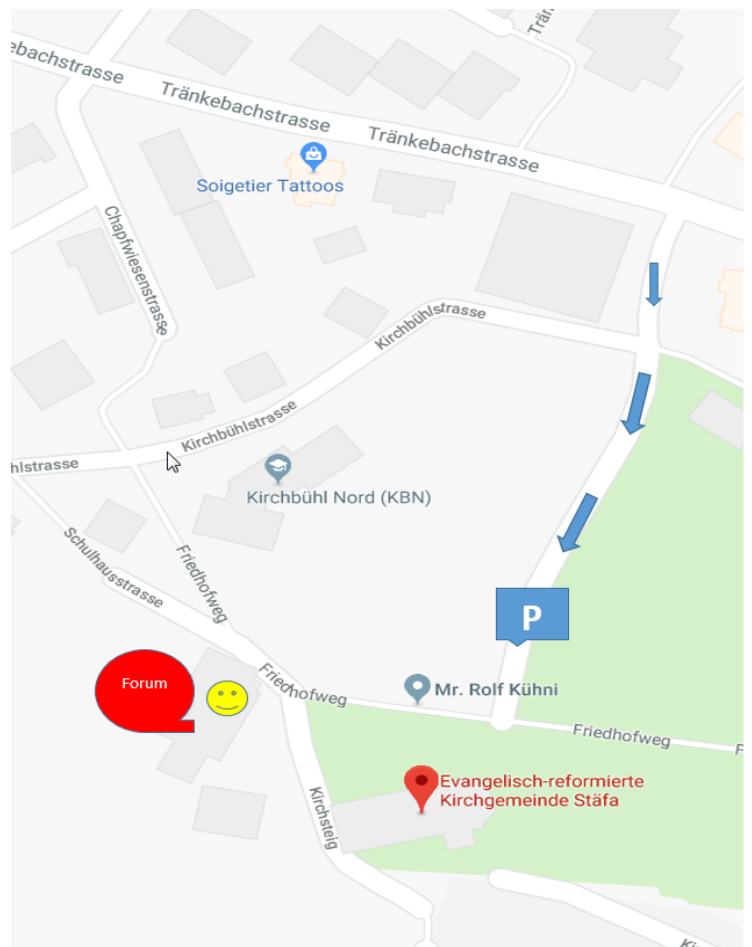 ebachstrasse
Trän
Tränkebachstrasse
Tränkebachstrasse
Soigetier Tattoos
Chapfwiesenstrasse
Kirchbühlstrasse
Kirchbühlstrasse
hlstrasse
Kirchbühl Nord (KBN)
Schulhausstrasse
Friedhofweg
P
Forum
Friedhofweg
Mr. Rolf Kühni
Friedhofweg
F
Evangelisch-reformierte
Kirchgemeinde Stäfa
Kirchsteig